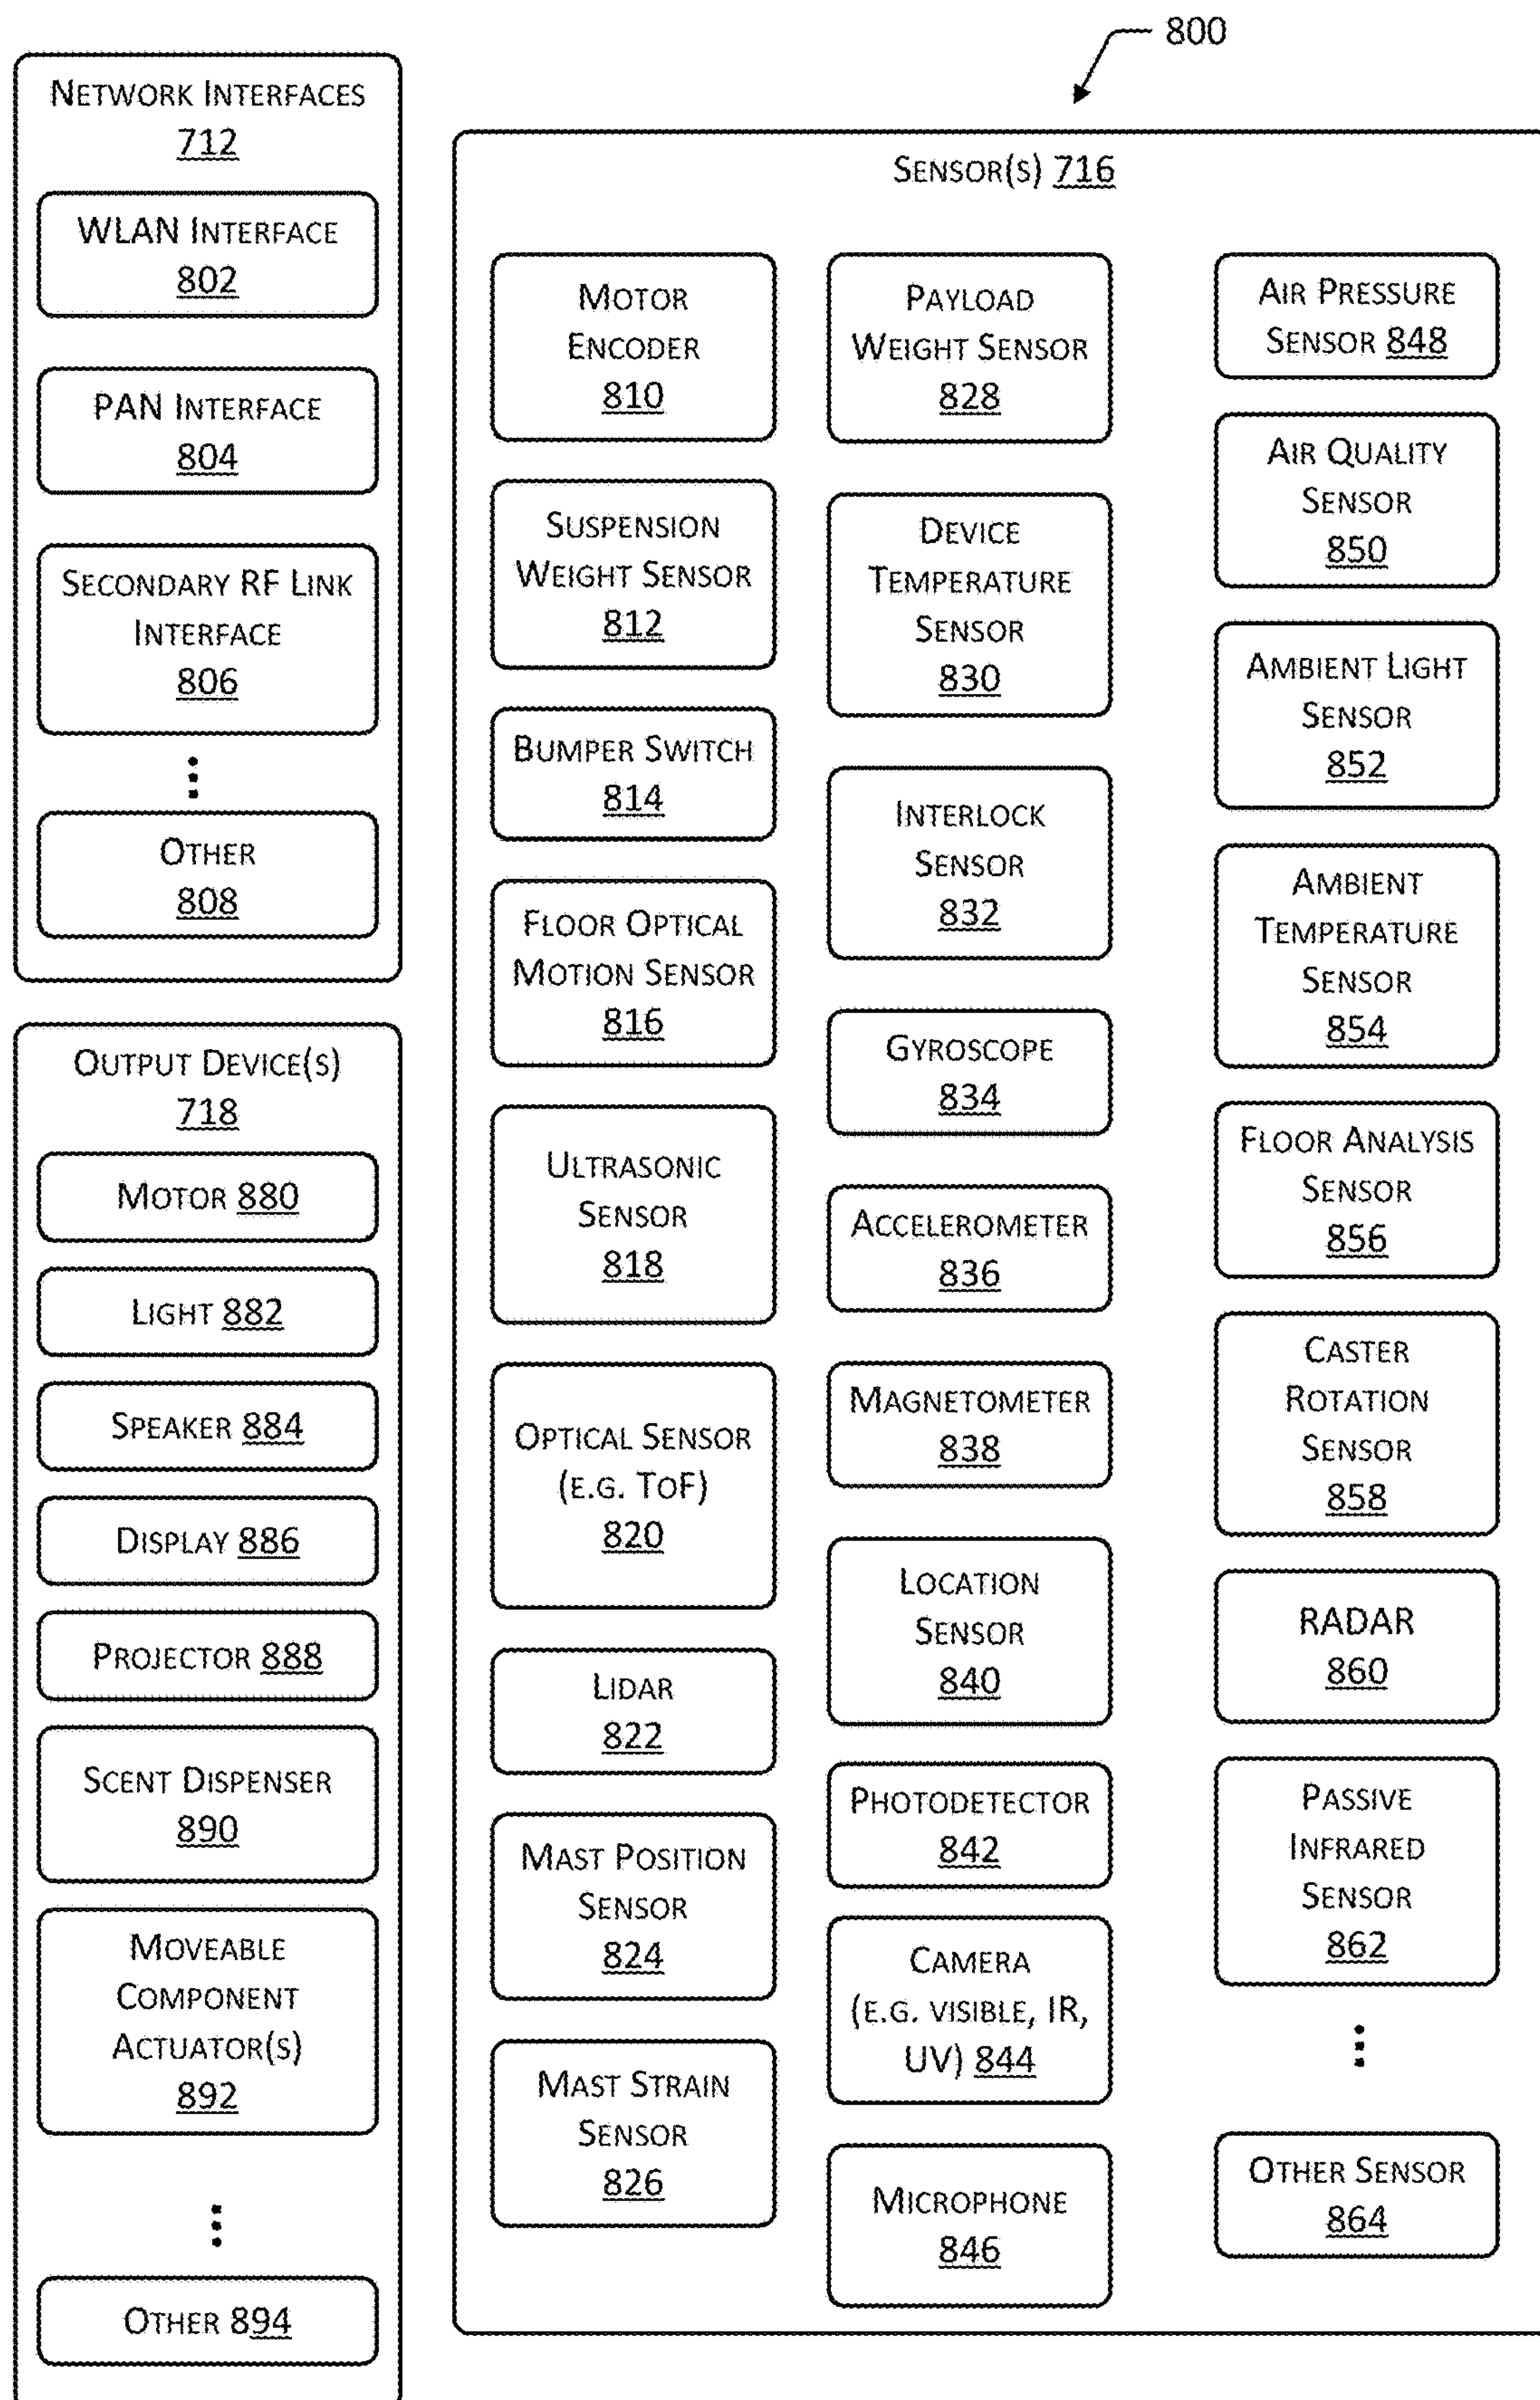 800
NETWORK INTERFACES
712
WLAN INTERFACE
802
PAN INTERFACE
804
SECONDARY RF LINK
INTERFACE
806
OTHER
808
OUTPUT DEVICE(S)
718
MOTOR 880
LIGHT 882
SPEAKER 884
DISPLAY 886
PROJECTOR 888
SCENT DISPENSER
890
MOVEABLE
COMPONENT
ACTUATOR(S)
892
OTHER 894
SENSOR(S) 716
MOTOR
ENCODER
810
SUSPENSION
WEIGHT SENSOR
812
BUMPER SWITCH
814
FLOOR OPTICAL
MOTION SENSOR
816
ULTRASONIC
SENSOR
818
OPTICAL SENSOR
(E.G. TOF)
820
LIDAR
822
MAST POSITION
SENSOR
824
MAST STRAIN
SENSOR
826
PAYLOAD
WEIGHT SENSOR
828
DEVICE
TEMPERATURE
SENSOR
830
INTERLOCK
SENSOR
832
GYROSCOPE
834
ACCELEROMETER
836
MAGNETOMETER
838
LOCATION
SENSOR
840
PHOTODETECTOR
842
CAMERA
(E.G. VISIBLE, IR,
UV) 844
MICROPHONE
846
AIR PRESSURE
SENSOR 848
AIR QUALITY
SENSOR
850
AMBIENT LIGHT
SENSOR
852
AMBIENT
TEMPERATURE
SENSOR
854
FLOOR ANALYSIS
SENSOR
856
CASTER
ROTATION
SENSOR
858
RADAR
860
PASSIVE
INFRARED
SENSOR
862
OTHER SENSOR
864